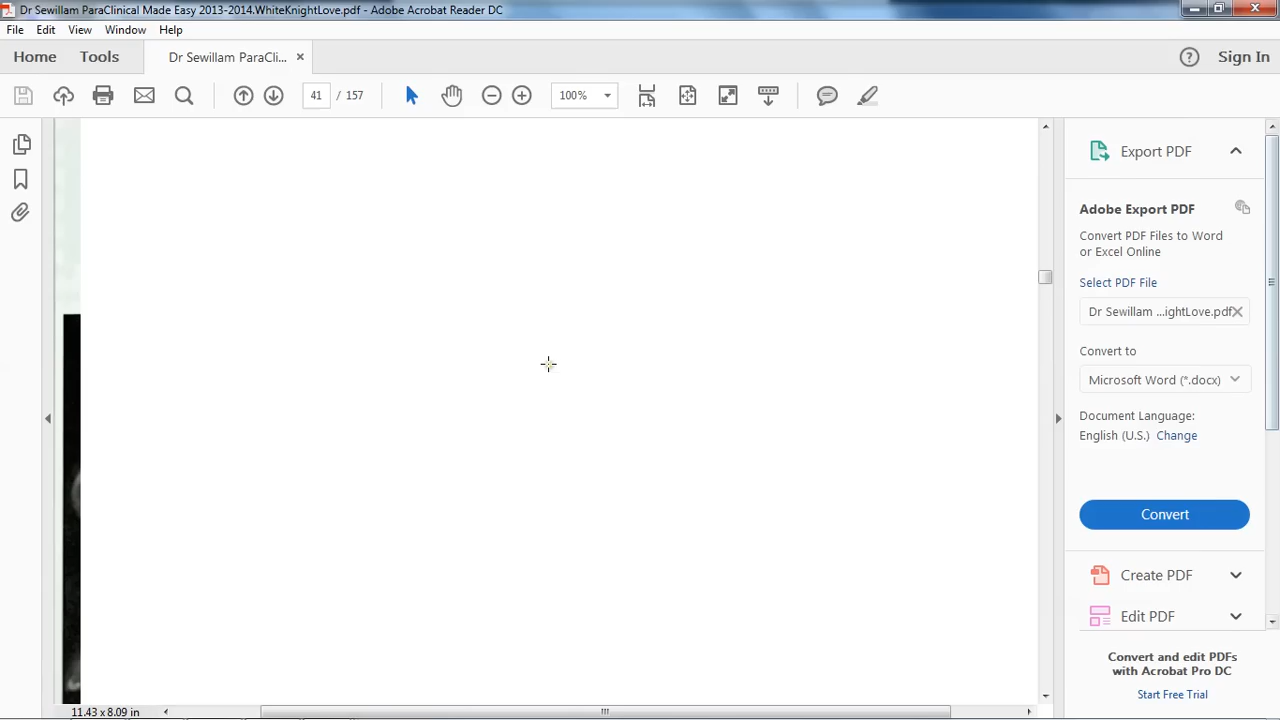 Dr Sewillam ParaClinical Made Easy 2013-2014.WhiteKnightLove.pdf - Adobe Acrobat Reader DC
File Edit View Window Help
Home Tools Dr Sewillam ParaCli... × Sign In
41 / 157 100%
Export PDF
Adobe Export PDF
Convert PDF Files to Word
or Excel Online
Select PDF File
Dr Sewillam ...ightLove.pdf
Convert to
Microsoft Word (*.docx)
Document Language:
English (U.S.) Change
Convert
Create PDF
Edit PDF
Convert and edit PDFs
with Acrobat Pro DC
Start Free Trial
11.43 x 8.09 in